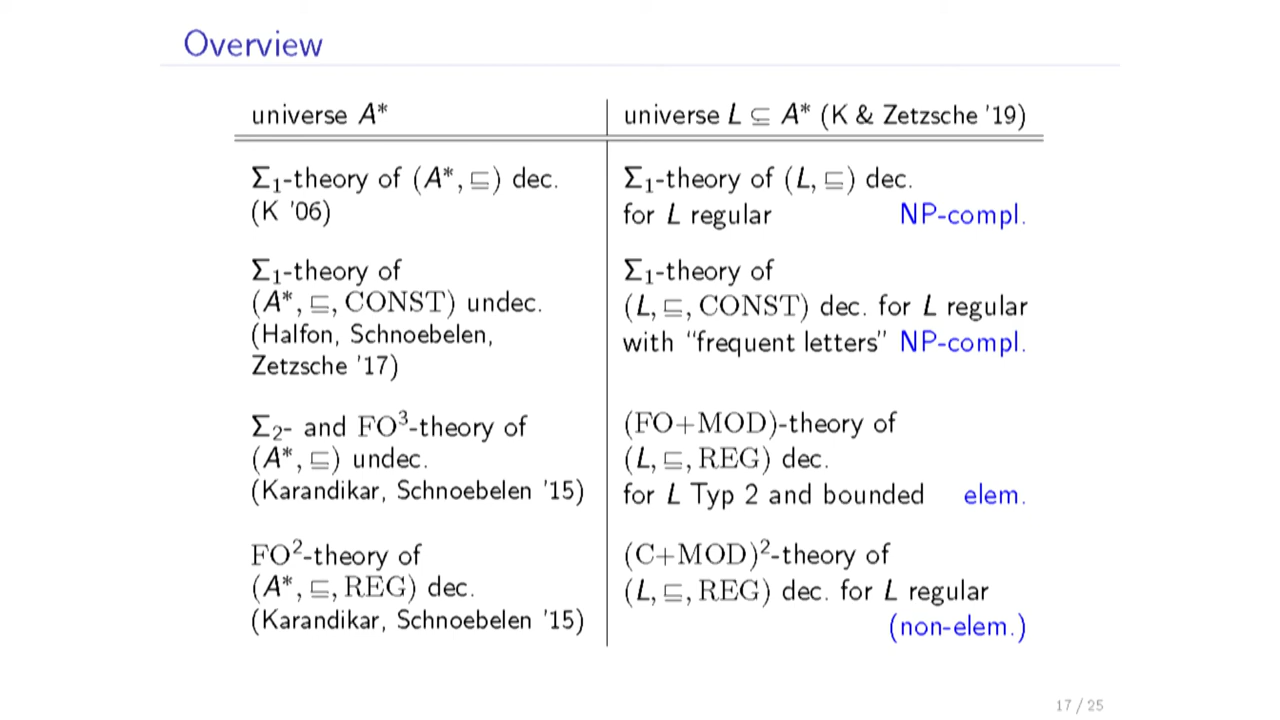 Overview
universe A*
universe L ⊆ A* (K & Zetzsche '19)
Σ₁-theory of (A*, ⊑) dec.
(K '06)
Σ₁-theory of (L, ⊑) dec.
for L regular NP-compl.
Σ₁-theory of
(A*, ⊑, CONST) undec.
(Halfon, Schnoebelen,
Zetzsche '17)
Σ₁-theory of
(L, ⊑, CONST) dec. for L regular
with “frequent letters” NP-compl.
Σ₂- and FO³-theory of
(A*, ⊑) undec.
(Karandikar, Schnoebelen '15)
(FO+MOD)-theory of
(L, ⊑, REG) dec.
for L Typ 2 and bounded elem.
FO²-theory of
(A*, ⊑, REG) dec.
(Karandikar, Schnoebelen '15)
(C+MOD)²-theory of
(L, ⊑, REG) dec. for L regular
(non-elem.)
17 / 25